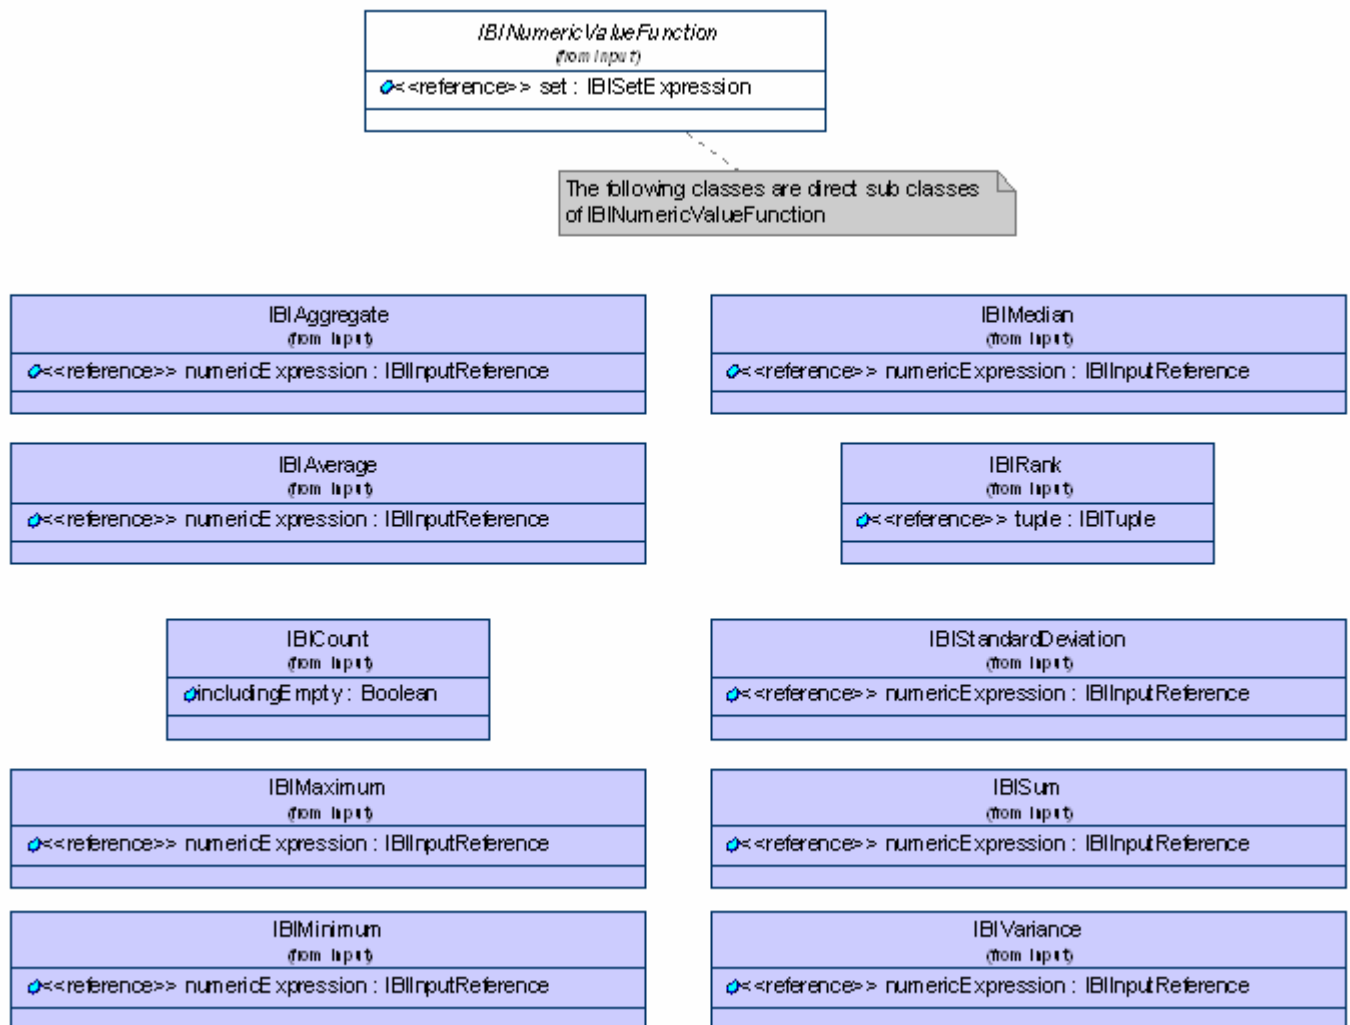 IBINumericValueFunction
(from Input)
<<reference>> set : IBISetExpression
The following classes are direct sub classes
of IBINumericValueFunction
IBIAggregate
(from Input)
<<reference>> numericExpression : IBIInputReference
IBIMedian
(from Input)
<<reference>> numericExpression : IBIInputReference
IBIAverage
(from Input)
<<reference>> numericExpression : IBIInputReference
IBIRank
(from Input)
<<reference>> tuple : IBITuple
IBICount
(from Input)
includingEmpty : Boolean
IBIStandardDeviation
(from Input)
<<reference>> numericExpression : IBIInputReference
IBIMaximum
(from Input)
<<reference>> numericExpression : IBIInputReference
IBISum
(from Input)
<<reference>> numericExpression : IBIInputReference
IBIMinimum
(from Input)
<<reference>> numericExpression : IBIInputReference
IBIVariance
(from Input)
<<reference>> numericExpression : IBIInputReference